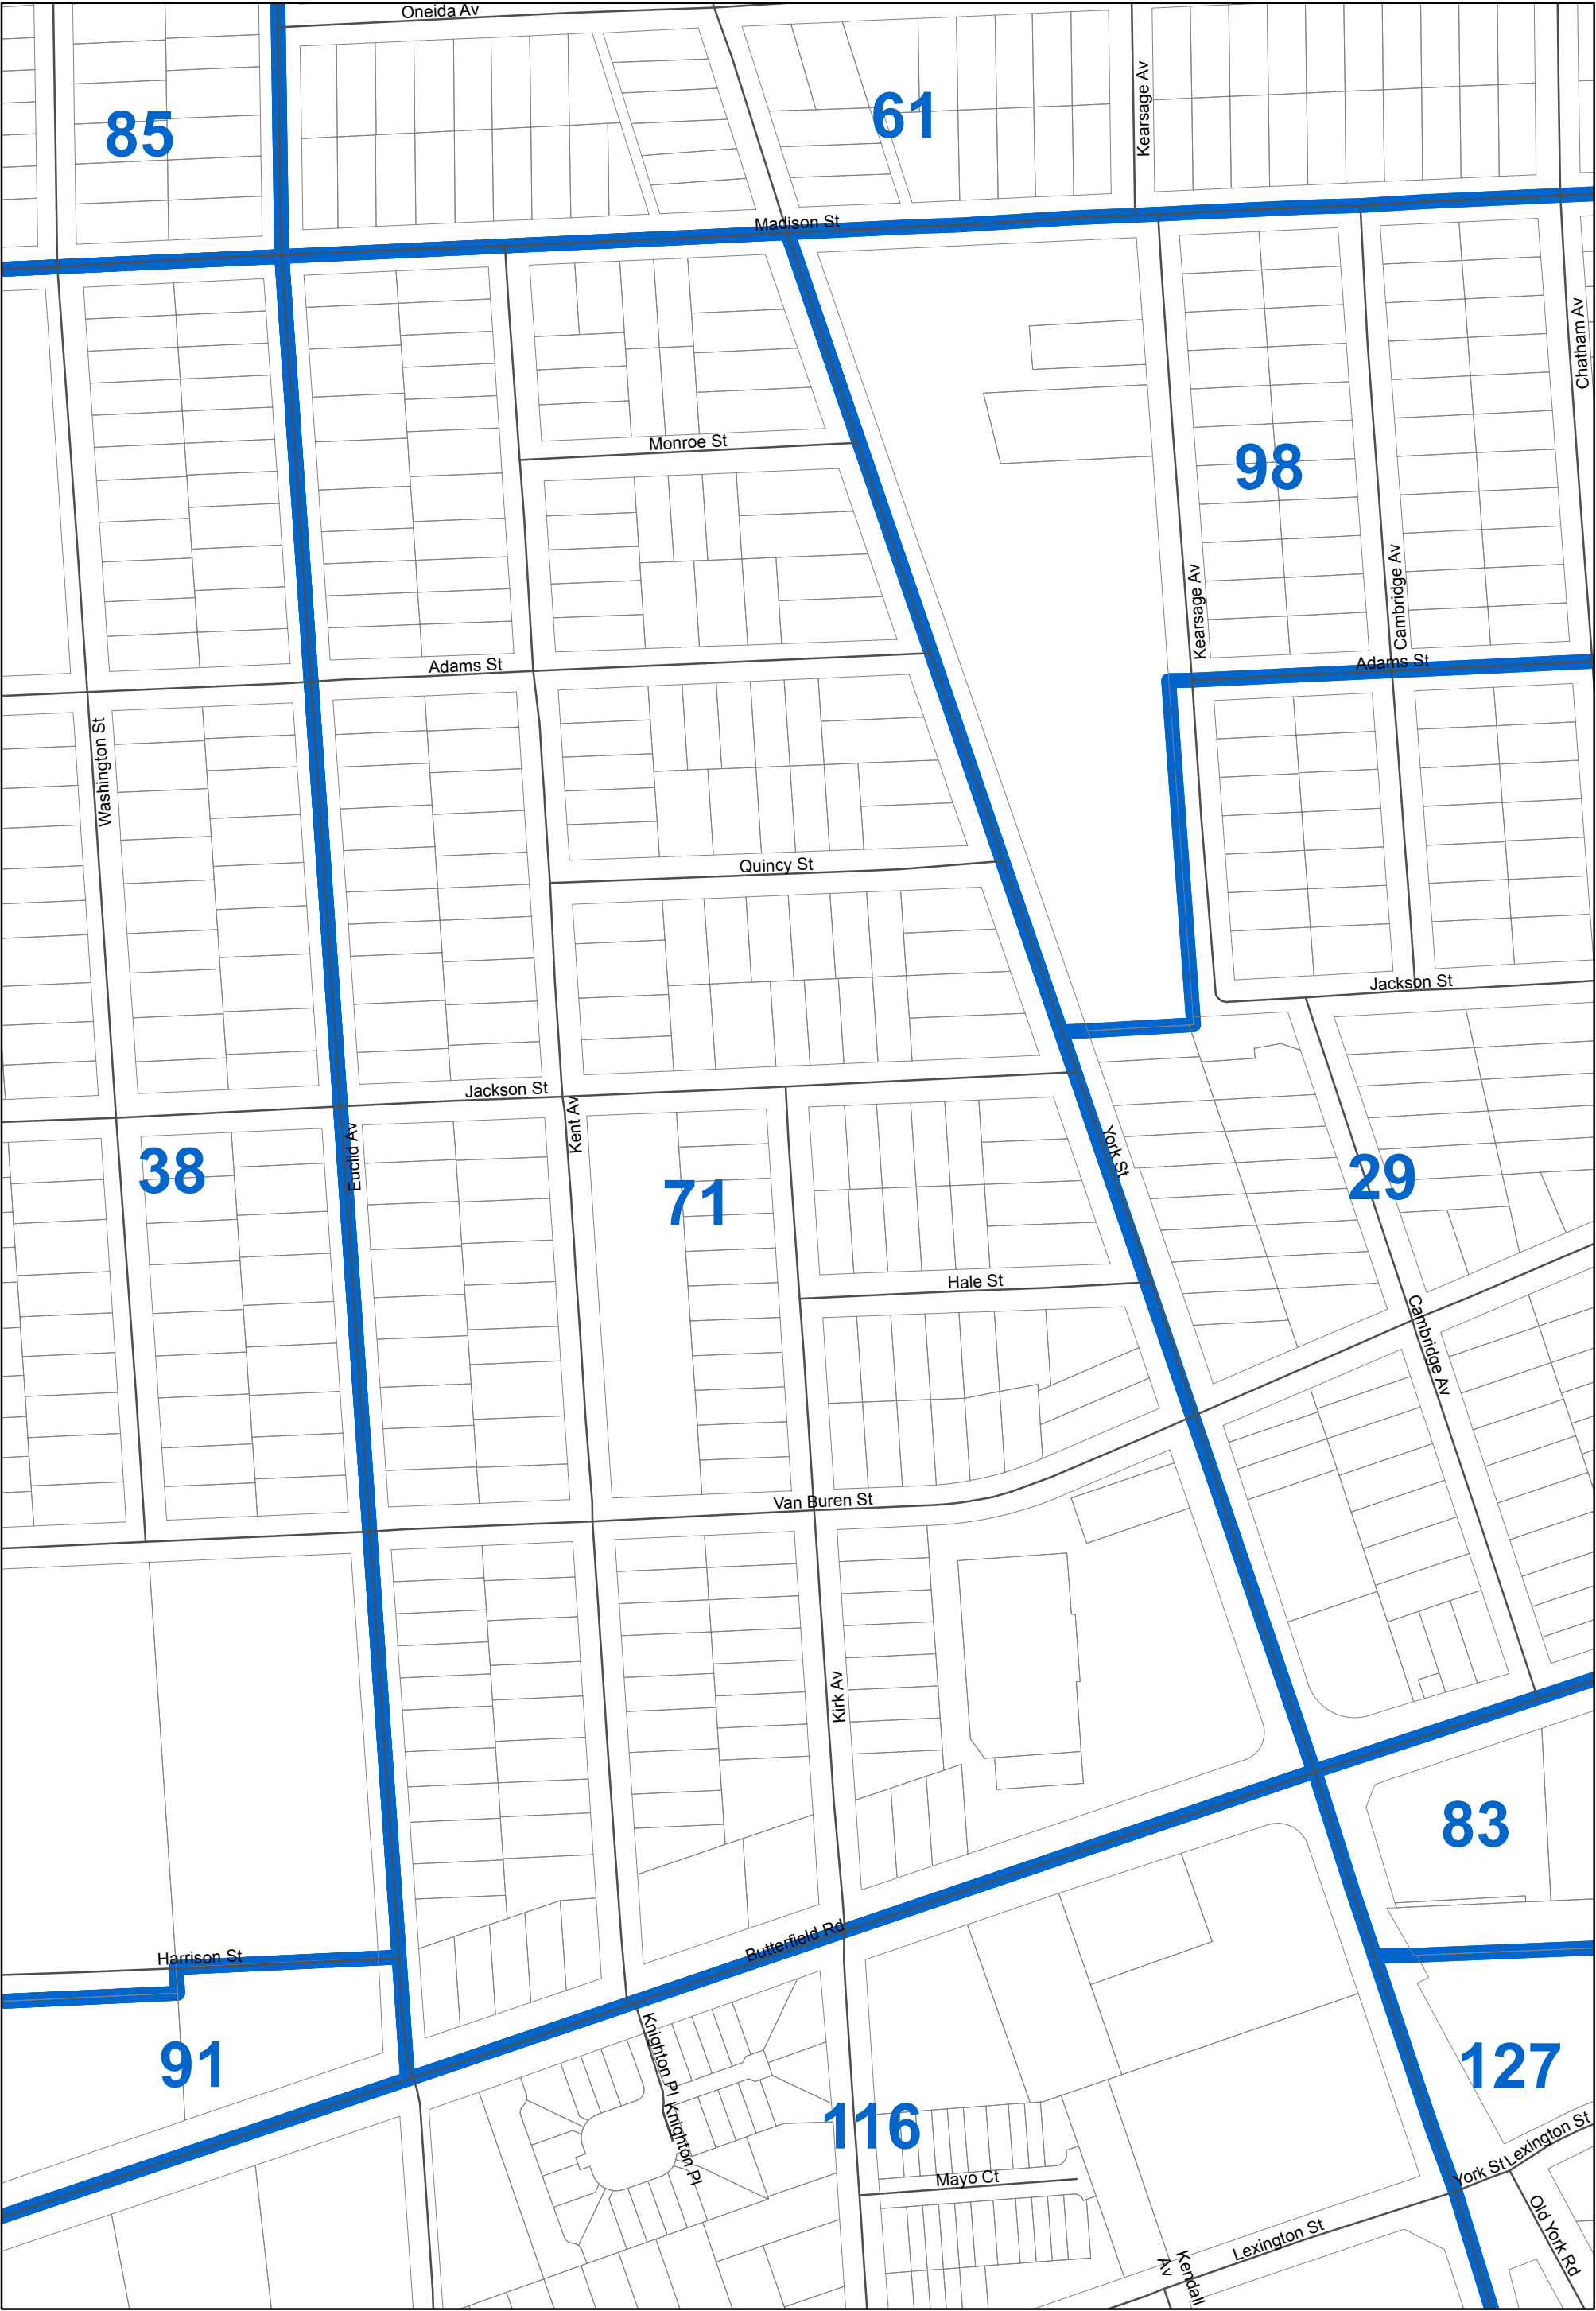 Oneida Av
85
61
Kearsage Av
Madison St
Chatham Av
Monroe St
98
Kearsage Av
Cambridge Av
Adams St
Adams St
Washington St
Quincy St
Jackson St
Jackson St
Kent Av
Euclid Av
York St
38
71
29
Hale St
Cambridge Av
Van Buren St
Kirk Av
83
Butterfield Rd
Harrison St
91
Knighton Pl
Knighton Pl
127
116
Mayo Ct
York St
Lexington St
Lexington St
Old York Rd
Kendall
Av